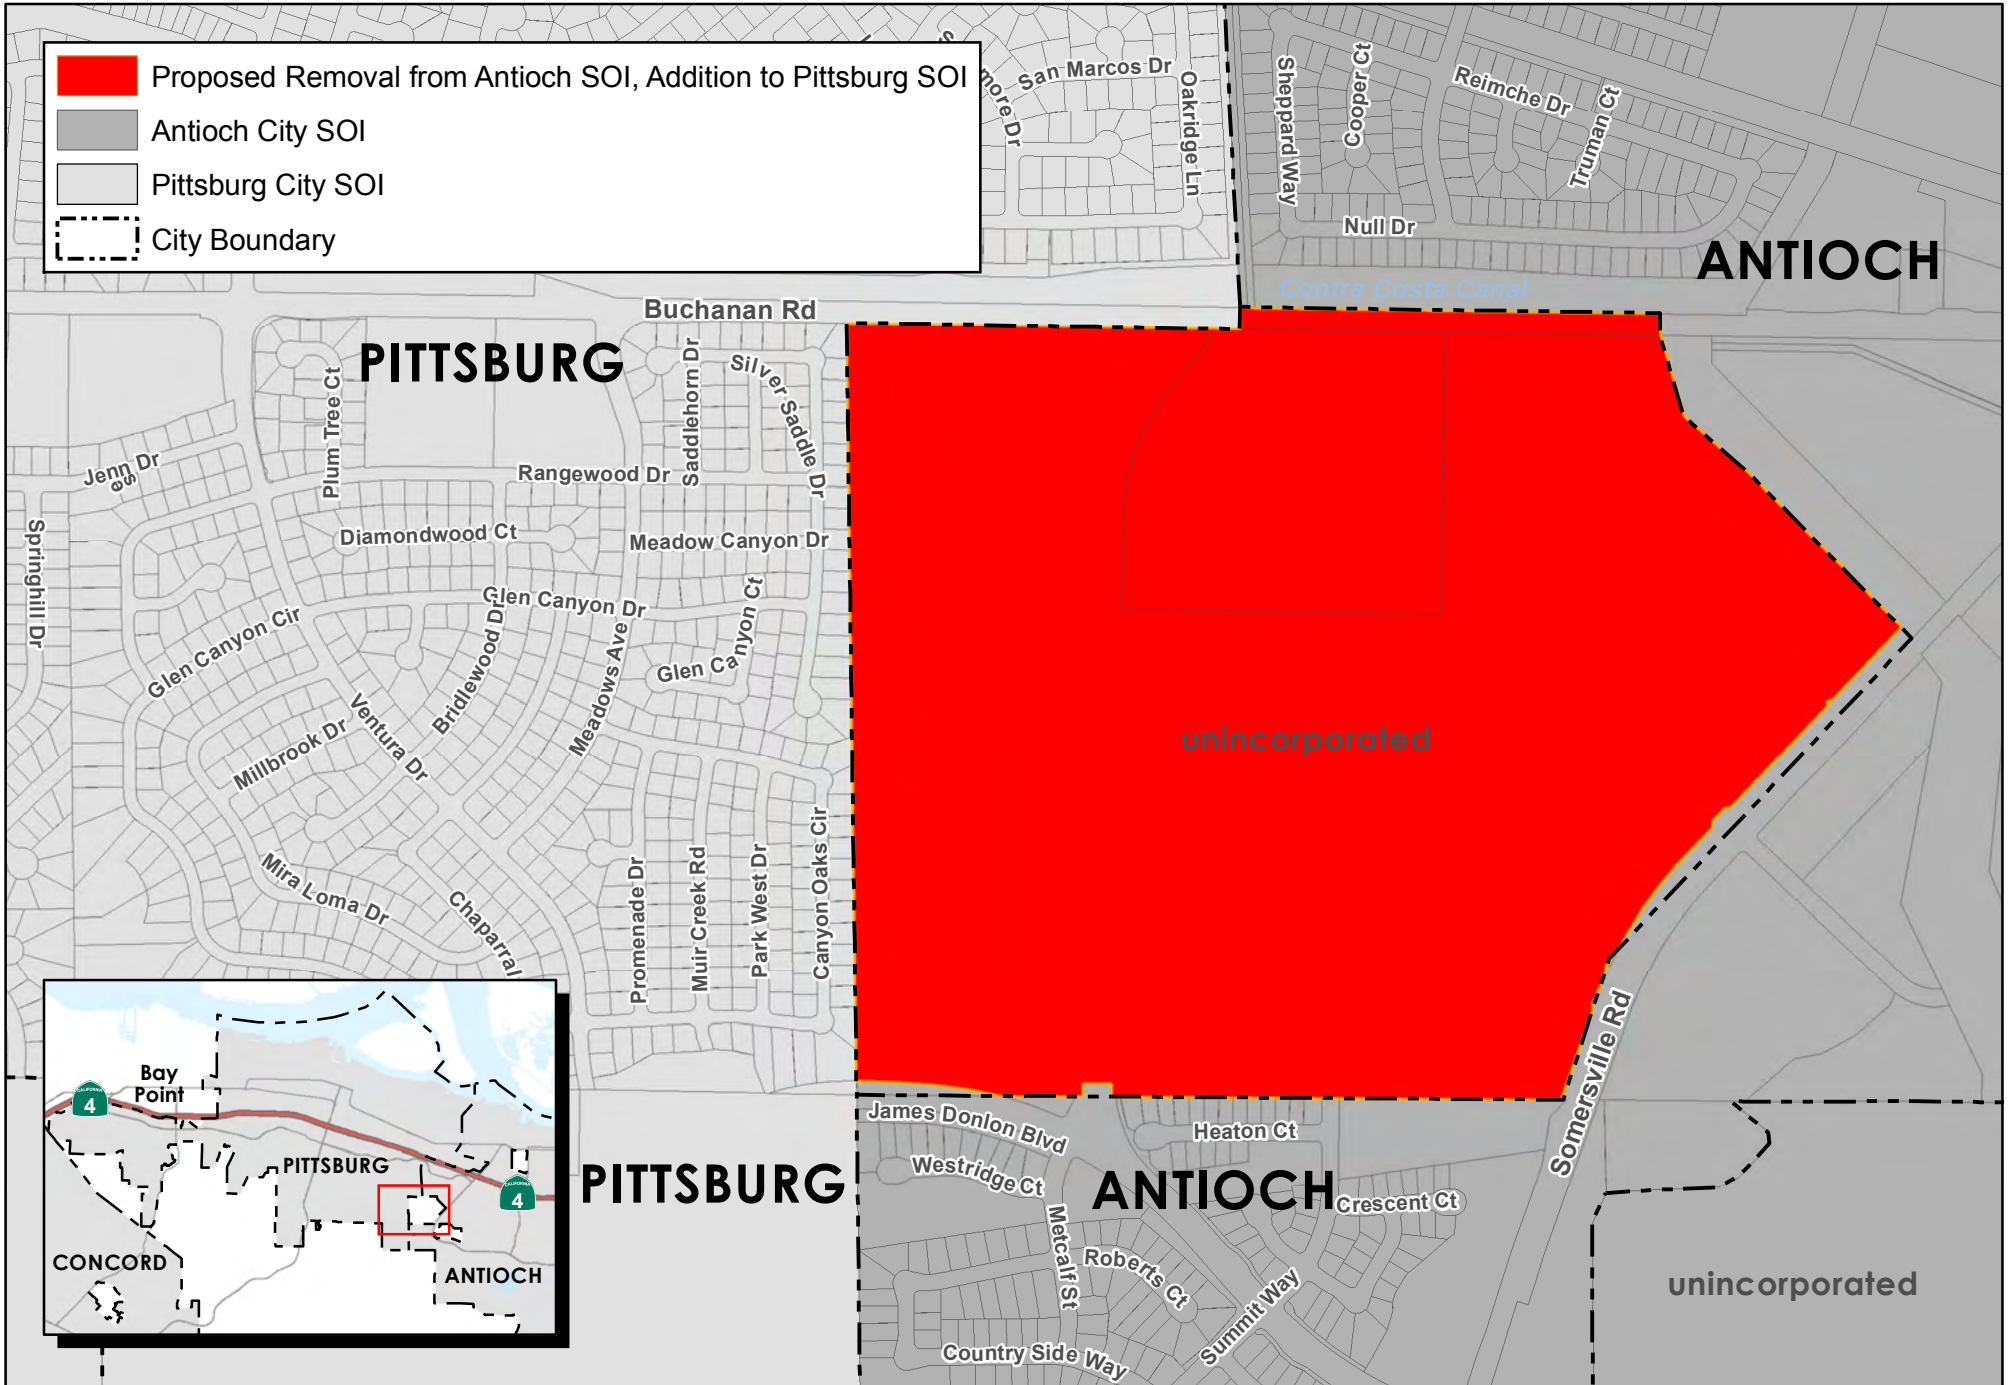 Proposed Removal from Antioch SOI, Addition to Pittsburg SOI
Antioch City SOI
Pittsburg City SOI
City Boundary
San Marcos Dr
Oakridge Ln
Sheppard Way
Cooper Ct
Reimche Dr
Truman Ct
Null Dr
ANTIOCH
Contra Costa Canal
Buchanan Rd
PITTSBURG
Plum Tree Ct
Saddlehorn Dr
Silver Saddle Dr
Jenn Dr
Rangewood Dr
Springhill Dr
Diamondwood Ct
Meadow Canyon Dr
Glen Canyon Dr
Glen Canyon Cir
Bridlewood Dr
Meadows Ave
Glen Canyon Ct
Ventura Dr
Millbrook Dr
unincorporated
Mira Loma Dr
Chaparral
Promenade Dr
Muir Creek Rd
Park West Dr
Canyon Oaks Cir
Somersville Rd
James Donlon Blvd
Heaton Ct
Westridge Ct
PITTSBURG
ANTIOCH
Crescent Ct
Metcalf St
Roberts Ct
Summit Way
Country Side Way
unincorporated
Bay
Point
CALIFORNIA
4
PITTSBURG
CALIFORNIA
4
CONCORD
ANTIOCH